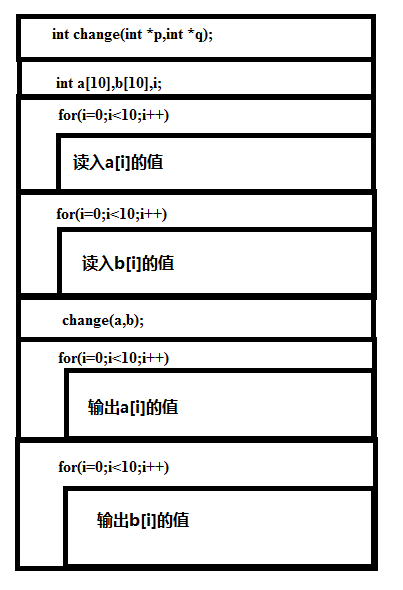 int change(int *p,int *q);
int a[10],b[10],i;
for(i=0;i<10;i++)
读入a[i]的值
for(i=0;i<10;i++)
读入b[i]的值
change(a,b);
for(i=0;i<10;i++)
输出a[i]的值
for(i=0;i<10;i++)
输出b[i]的值